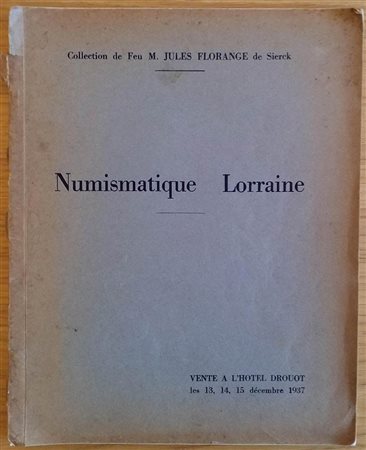 Collection de Feu M. JULES FLORANGE de Sierck
Numismatique Lorraine
VENTE A L'HOTEL DROUOT
les 13, 14, 15 décembre 1937